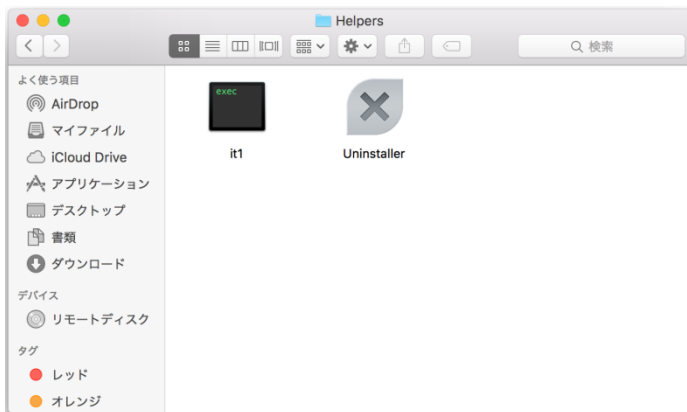 Helpers
検索
よく使う項目
AirDrop
マイファイル
iCloud Drive
アプリケーション
デスクトップ
書類
ダウンロード
デバイス
リモートディスク
タグ
レッド
オレンジ
exec
it1
Uninstaller